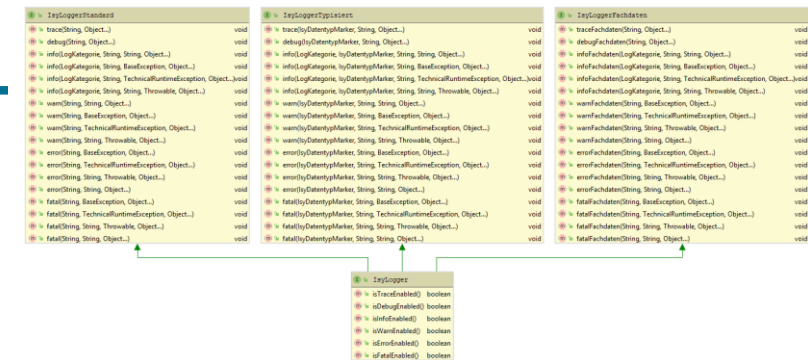 IsyLoggerStandard
trace(String, Object...) void
debug(String, Object...) void
info(LogKategorie, String, String, Object...) void
info(LogKategorie, String, BaseException, Object...) void
info(LogKategorie, String, TechnicalRuntimeException, Object...)void
info(LogKategorie, String, String, Throwable, Object...) void
warn(String, String, Object...) void
warn(String, BaseException, Object...) void
warn(String, TechnicalRuntimeException, Object...) void
warn(String, String, Throwable, Object...) void
error(String, BaseException, Object...) void
error(String, TechnicalRuntimeException, Object...) void
error(String, String, Throwable, Object...) void
error(String, String, Object...) void
fatal(String, BaseException, Object...) void
fatal(String, TechnicalRuntimeException, Object...) void
fatal(String, String, Throwable, Object...) void
fatal(String, String, Object...) void
IsyLoggerTypisiert
trace(IsyDatentypMarker, String, Object...) void
debug(IsyDatentypMarker, String, Object...) void
info(LogKategorie, IsyDatentypMarker, String, String, Object...) void
info(LogKategorie, IsyDatentypMarker, String, BaseException, Object...) void
info(LogKategorie, IsyDatentypMarker, String, TechnicalRuntimeException, Object...)void
info(LogKategorie, IsyDatentypMarker, String, String, Throwable, Object...) void
warn(IsyDatentypMarker, String, String, Object...) void
warn(IsyDatentypMarker, String, BaseException, Object...) void
warn(IsyDatentypMarker, String, TechnicalRuntimeException, Object...) void
warn(IsyDatentypMarker, String, String, Throwable, Object...) void
error(IsyDatentypMarker, String, BaseException, Object...) void
error(IsyDatentypMarker, String, TechnicalRuntimeException, Object...) void
error(IsyDatentypMarker, String, String, Throwable, Object...) void
error(IsyDatentypMarker, String, String, Object...) void
fatal(IsyDatentypMarker, String, BaseException, Object...) void
fatal(IsyDatentypMarker, String, TechnicalRuntimeException, Object...) void
fatal(IsyDatentypMarker, String, String, Throwable, Object...) void
fatal(IsyDatentypMarker, String, String, Object...) void
IsyLoggerFachdaten
traceFachdaten(String, Object...) void
debugFachdaten(String, Object...) void
infoFachdaten(LogKategorie, String, String, Object...) void
infoFachdaten(LogKategorie, String, BaseException, Object...) void
infoFachdaten(LogKategorie, String, TechnicalRuntimeException, Object...)void
infoFachdaten(LogKategorie, String, String, Throwable, Object...) void
warnFachdaten(String, BaseException, Object...) void
warnFachdaten(String, TechnicalRuntimeException, Object...) void
warnFachdaten(String, String, Throwable, Object...) void
warnFachdaten(String, String, Object...) void
errorFachdaten(String, BaseException, Object...) void
errorFachdaten(String, TechnicalRuntimeException, Object...) void
errorFachdaten(String, String, Throwable, Object...) void
errorFachdaten(String, String, Object...) void
fatalFachdaten(String, BaseException, Object...) void
fatalFachdaten(String, TechnicalRuntimeException, Object...) void
fatalFachdaten(String, String, Throwable, Object...) void
fatalFachdaten(String, String, Object...) void
IsyLogger
isTraceEnabled() boolean
isDebugEnabled() boolean
isInfoEnabled() boolean
isWarnEnabled() boolean
isErrorEnabled() boolean
isFatalEnabled() boolean